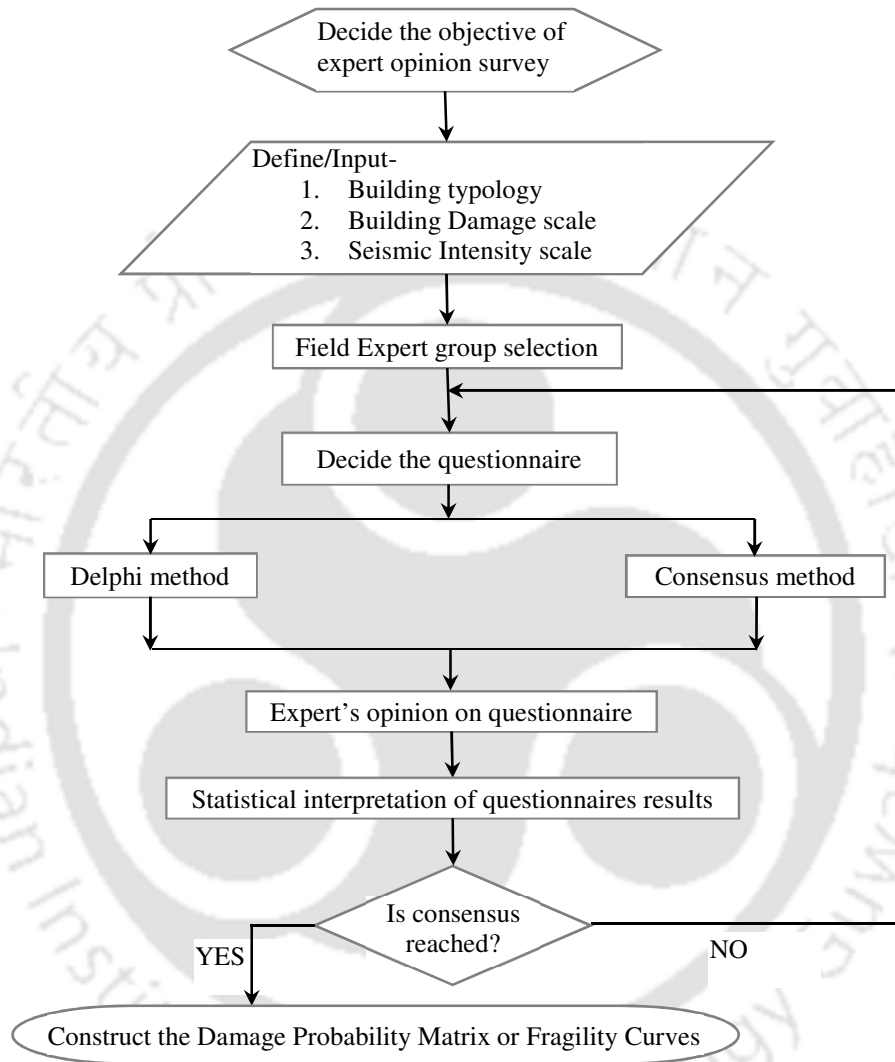 Decide the objective of
expert opinion survey
Define/Input-
1. Building typology
2. Building Damage scale
3. Seismic Intensity scale
Field Expert group selection
Decide the questionnaire
Delphi method
Consensus method
Expert's opinion on questionnaire
Statistical interpretation of questionnaires results
Is consensus
reached?
YES
NO
Construct the Damage Probability Matrix or Fragility Curves